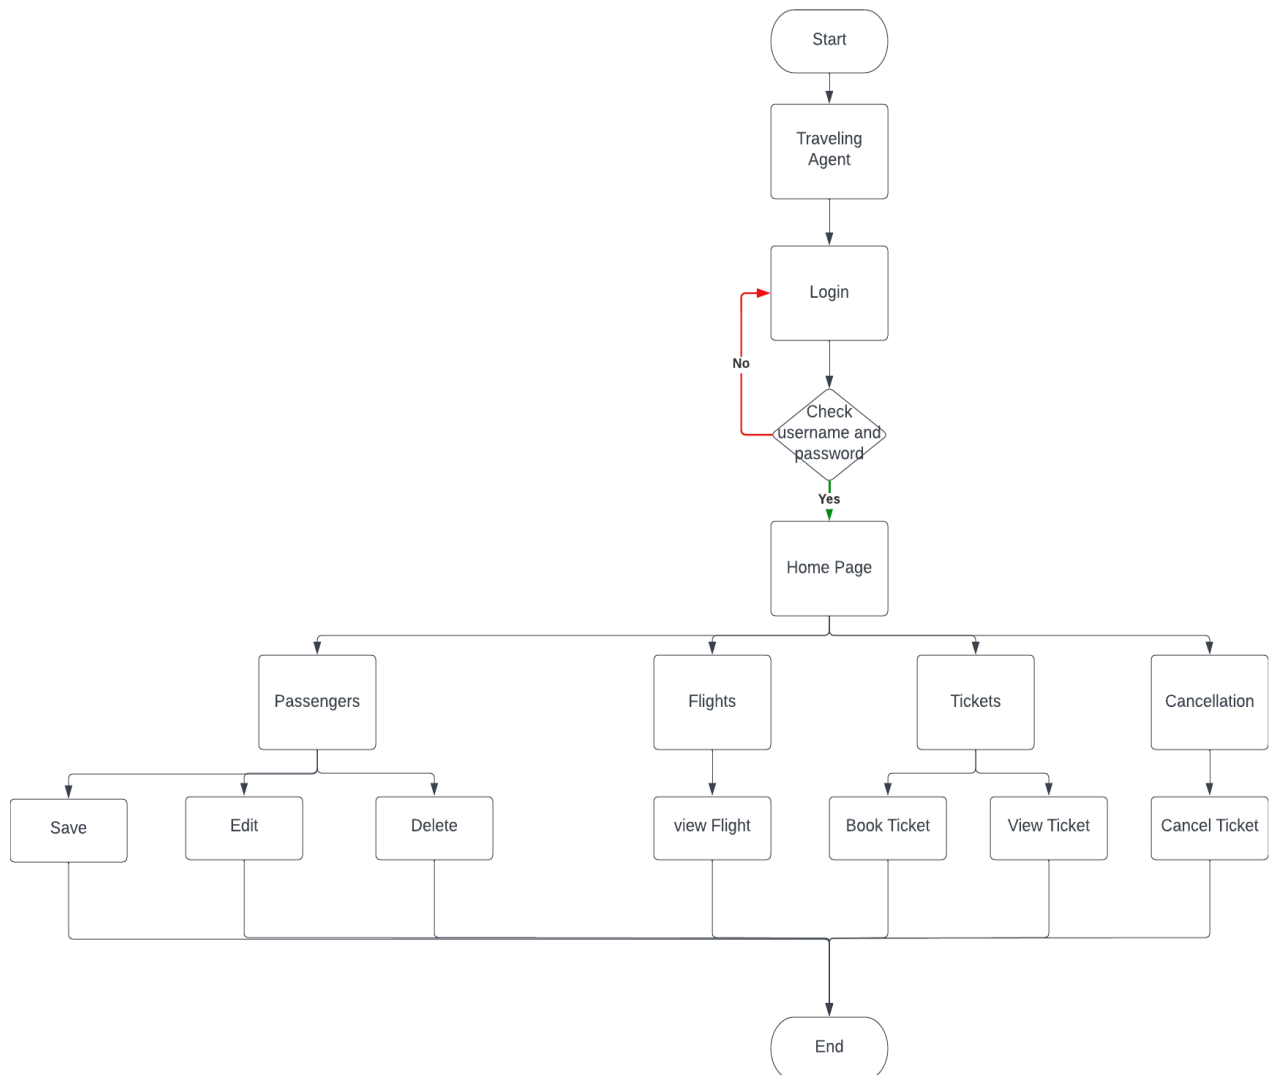 Start
Traveling
Agent
Login
No
Check
username and
password
Yes
Home Page
Passengers
Flights
Tickets
Cancellation
Save
Edit
Delete
view Flight
Book Ticket
View Ticket
Cancel Ticket
End